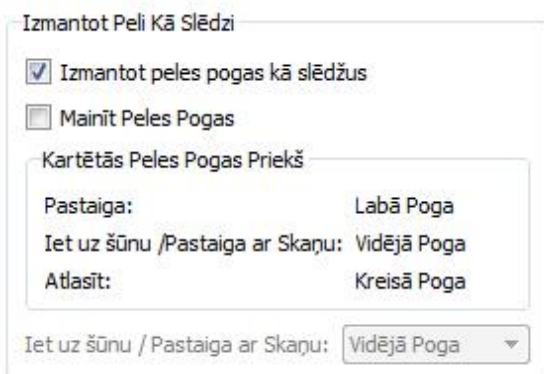 Izmantot Peli Kā Slēdzi
Izmantot peles pogas kā slēdžus
Mainīt Peles Pogas
Kartētās Peles Pogas Priekš
Pastaiga: Labā Poga
Iet uz šūnu /Pastaiga ar Skaņu: Vidējā Poga
Atlasīt: Kreisā Poga
Iet uz šūnu / Pastaiga ar Skaņu: Vidējā Poga